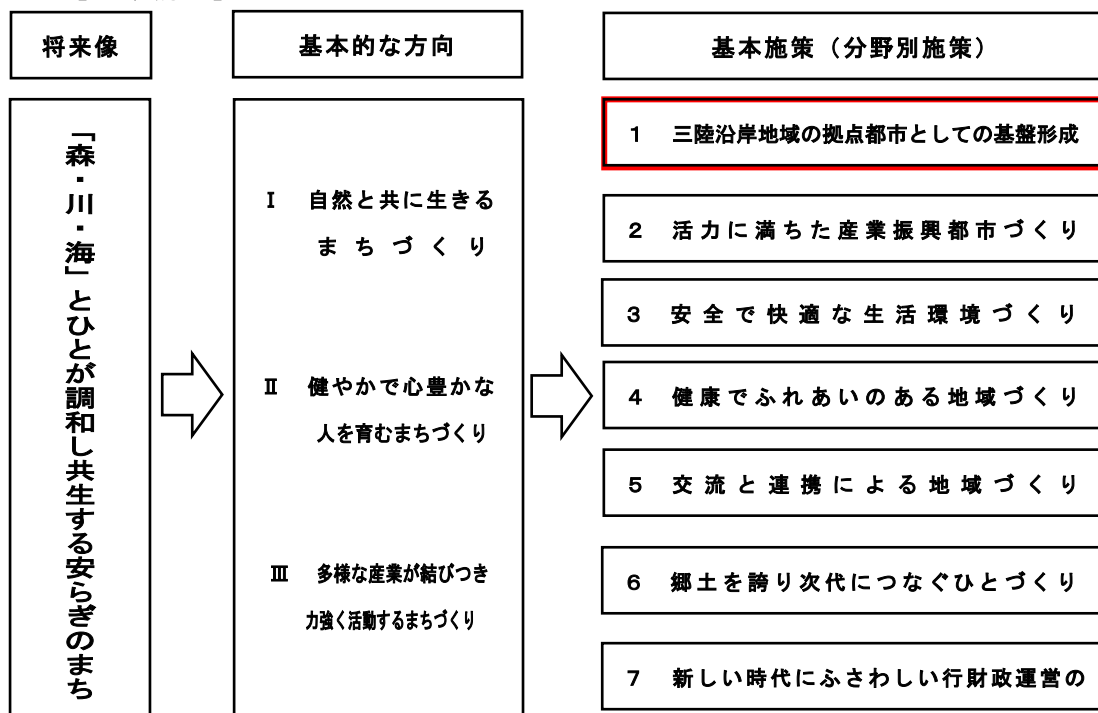 将来像
基本的な方向
基本施策（分野別施策）
「森・川・海」とひとが調和し共生する安らぎのまち
Ⅰ 自然と共に生きる
まちづくり
Ⅱ 健やかで心豊かな
人を育むまちづくり
Ⅲ 多様な産業が結びつき
力強く活動するまちづくり
１ 三陸沿岸地域の拠点都市としての基盤形成
２ 活力に満ちた産業振興都市づくり
３ 安全で快適な生活環境づくり
４ 健康でふれあいのある地域づくり
５ 交流と連携による地域づくり
６ 郷土を誇り次代につなぐひとづくり
７ 新しい時代にふさわしい行財政運営の